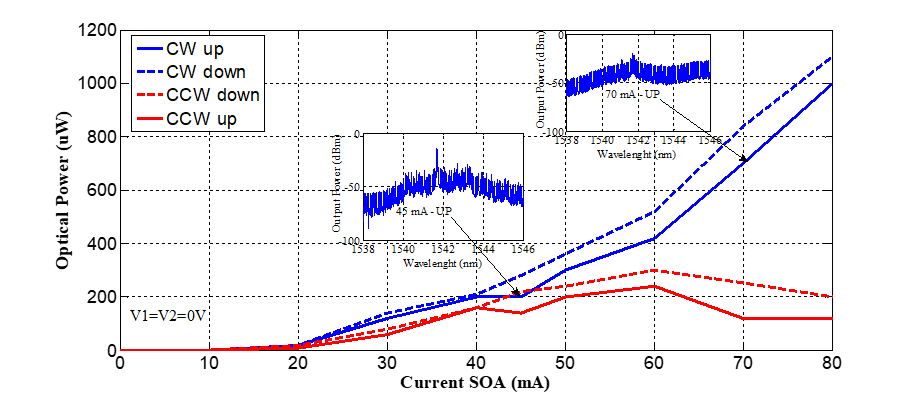 1200
1000
800
600
400
200
0
Optical Power (uW)
CW up
CW down
CCW down
CCW up
0
-50
-100
Output Power (dBm)
70 mA - UP
1538 1540 1542 1544 1546
Wavelenght (nm)
0
-50
-100
Output Power (dBm)
45 mA - UP
1538 1540 1542 1544 1546
Wavelenght (nm)
V1=V2=0V
0 10 20 30 40 50 60 70 80
Current SOA (mA)